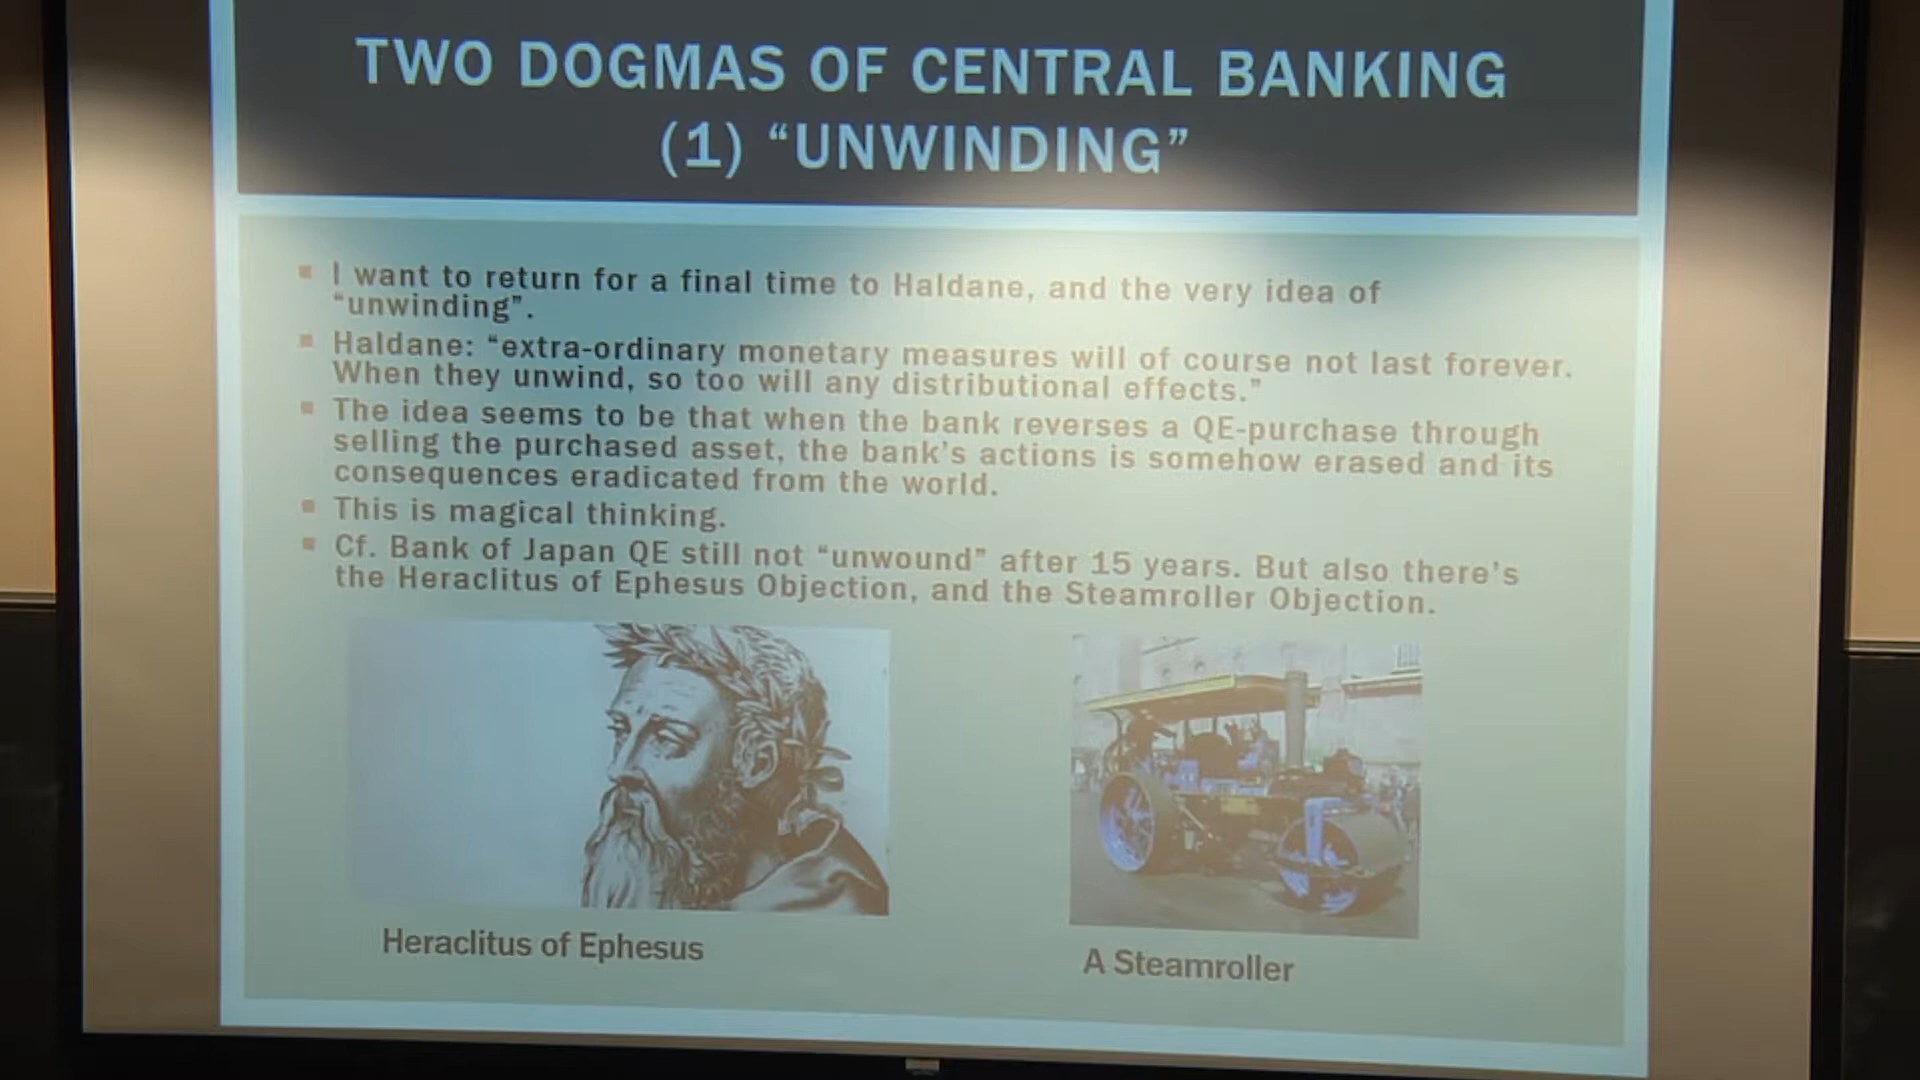 TWO DOGMAS OF CENTRAL BANKING
(1) “UNWINDING”
I want to return for a final time to Haldane, and the very idea of
“unwinding”.
Haldane: “extra-ordinary monetary measures will of course not last forever.
When they unwind, so too will any distributional effects.”
The idea seems to be that when the bank reverses a QE-purchase through
selling the purchased asset, the bank’s actions is somehow erased and its
consequences eradicated from the world.
This is magical thinking.
Cf. Bank of Japan QE still not “unwound” after 15 years. But also there’s
the Heraclitus of Ephesus Objection, and the Steamroller Objection.
Heraclitus of Ephesus
A Steamroller